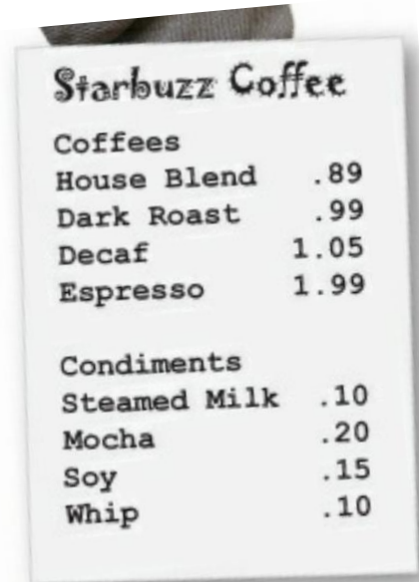 Starbuzz Coffee
Coffees
House Blend .89
Dark Roast .99
Decaf 1.05
Espresso 1.99
Condiments
Steamed Milk .10
Mocha .20
Soy .15
Whip .10